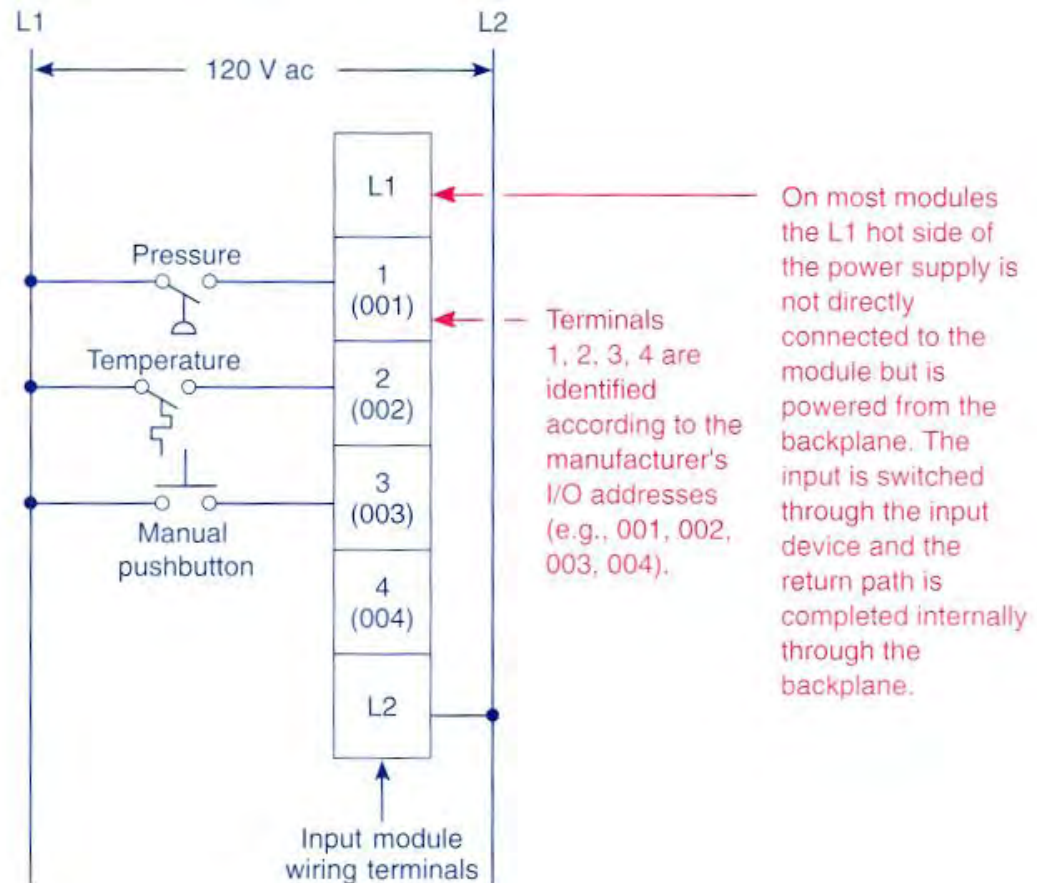 L1
L2
120 V ac
L1
Pressure
1
(001)
Temperature
2
(002)
3
(003)
Manual
pushbutton
4
(004)
L2
Input module
wiring terminals
Terminals
1, 2, 3, 4 are
identified
according to the
manufacturer's
I/O addresses
(e.g., 001, 002,
003, 004).
On most modules
the L1 hot side of
the power supply is
not directly
connected to the
module but is
powered from the
backplane. The
input is switched
through the input
device and the
return path is
completed internally
through the
backplane.